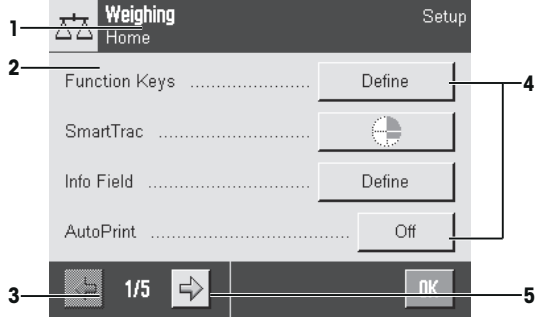 Weighing
Home
Setup
1
2
Function Keys
Define
4
SmartTrac
Info Field
Define
AutoPrint
Off
3
1/5
OK
5